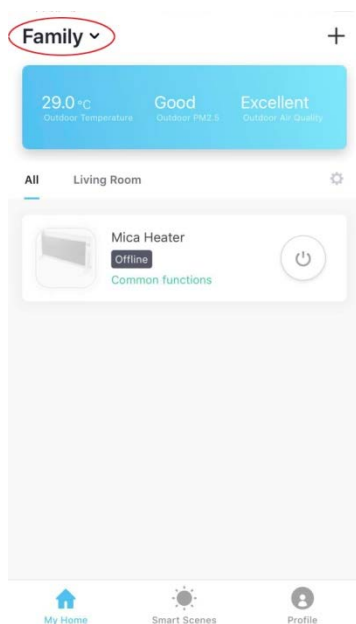 Family
29.0 °C Good Excellent
Outdoor Temperature Outdoor PM2.5 Outdoor Air Quality
All Living Room
Mica Heater
Offline
Common functions
My Home Smart Scenes Profile